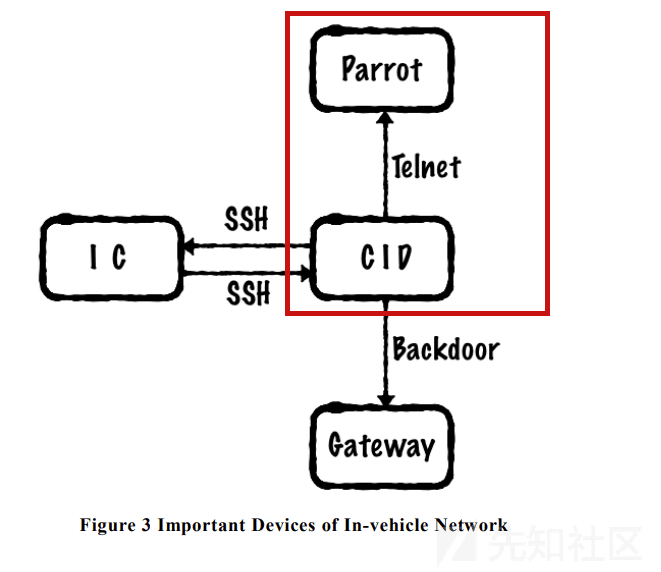 Parrot
Telnet
SSH
I C
CID
SSH
Backdoor
Gateway
Figure 3 Important Devices of In-vehicle Network
先知社区